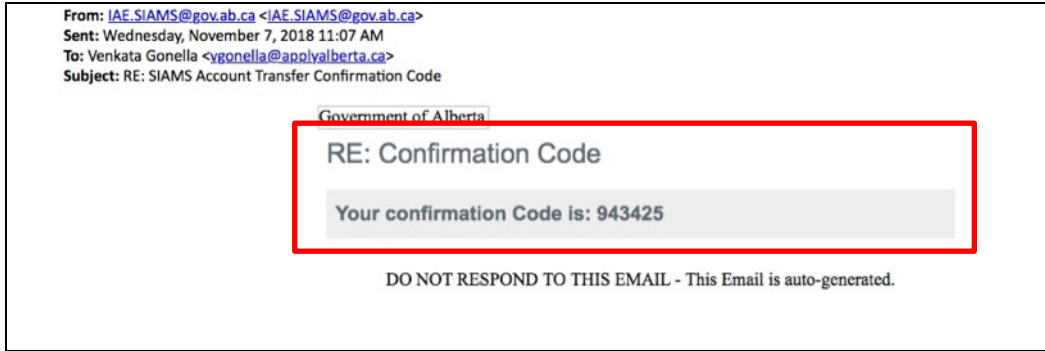 From: IAE.SIAMS@gov.ab.ca <IAE.SIAMS@gov.ab.ca>
Sent: Wednesday, November 7, 2018 11:07 AM
To: Venkata Gonella <vgonella@applyalberta.ca>
Subject: RE: SIAMS Account Transfer Confirmation Code
Government of Alberta
RE: Confirmation Code
Your confirmation Code is: 943425
DO NOT RESPOND TO THIS EMAIL - This Email is auto-generated.